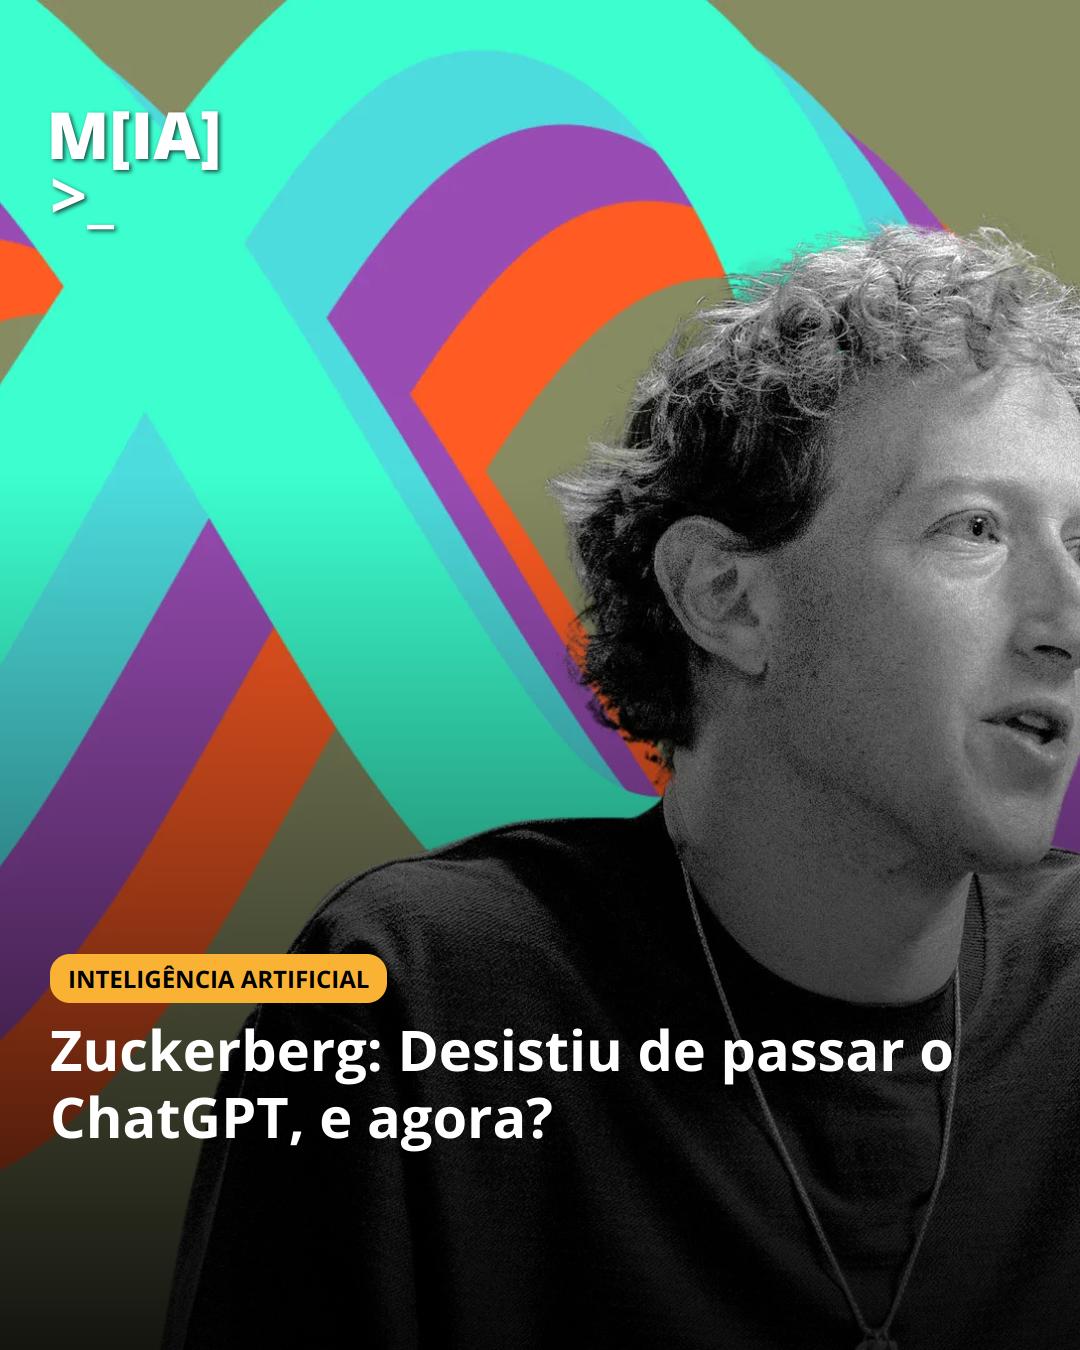 M[IA]
>_
INTELIGÊNCIA ARTIFICIAL
Zuckerberg: Desistiu de passar o
ChatGPT, e agora?